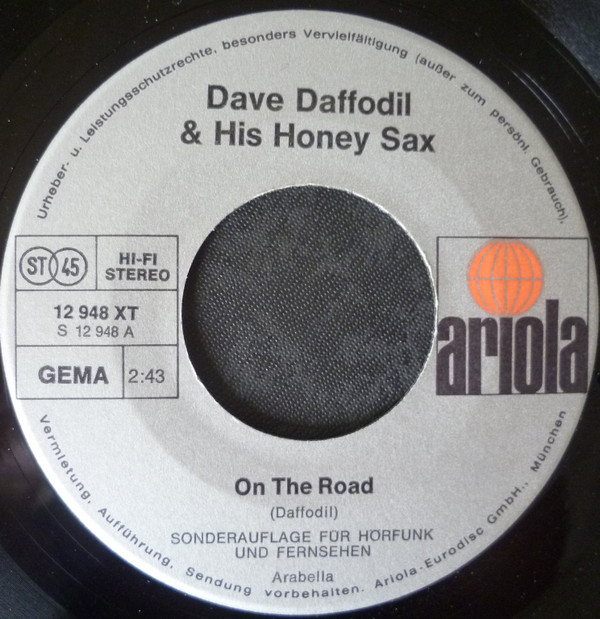 Urheber- u. Leistungsschutzrechte, besonders Vervielfältigung (außer zum persönl. Gebrauch),
Dave Daffodil
& His Honey Sax
ST 45
HI-FI
STEREO
12 948 XT
S 12 948 A
GEMA 2:43
ariola
On The Road
(Daffodil)
SONDERAUFLAGE FÜR HÖRFUNK
UND FERNSEHEN
Arabella
Vermietung, Aufführung, Sendung vorbehalten. Ariola-Eurodisc GmbH., München